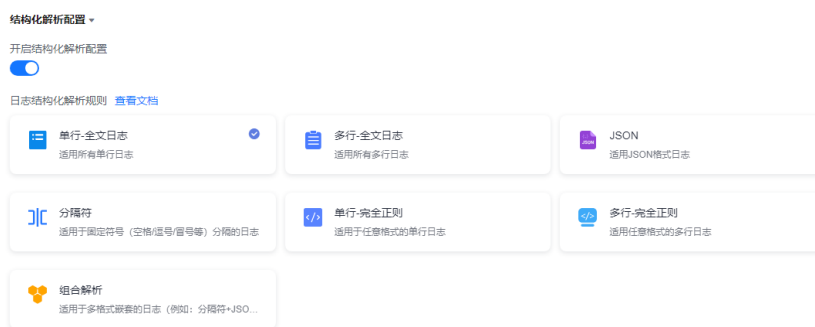 结构化解析配置
开启结构化解析配置
日志结构化解析规则 查看文档
单行-全文日志
适用所有单行日志
多行-全文日志
适用所有多行日志
JSON
JSON
适用JSON格式日志
分隔符
适用于固定符号（空格/逗号/冒号等）分隔的日志
单行-完全正则
适用于任意格式的单行日志
多行-完全正则
适用任意格式的多行日志
组合解析
适用于多格式嵌套的日志（例如：分隔符+JSO...